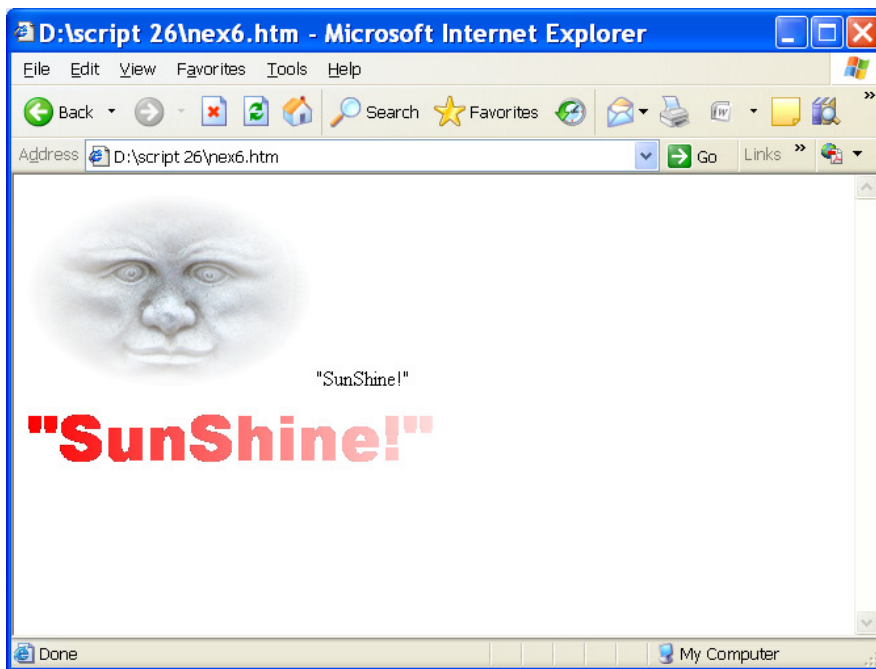 D:\script 26\nex6.htm - Microsoft Internet Explorer
File Edit View Favorites Tools Help
Back Search Favorites W »
Address D:\script 26\nex6.htm Go Links »
"SunShine!"
"SunShine!"
Done My Computer